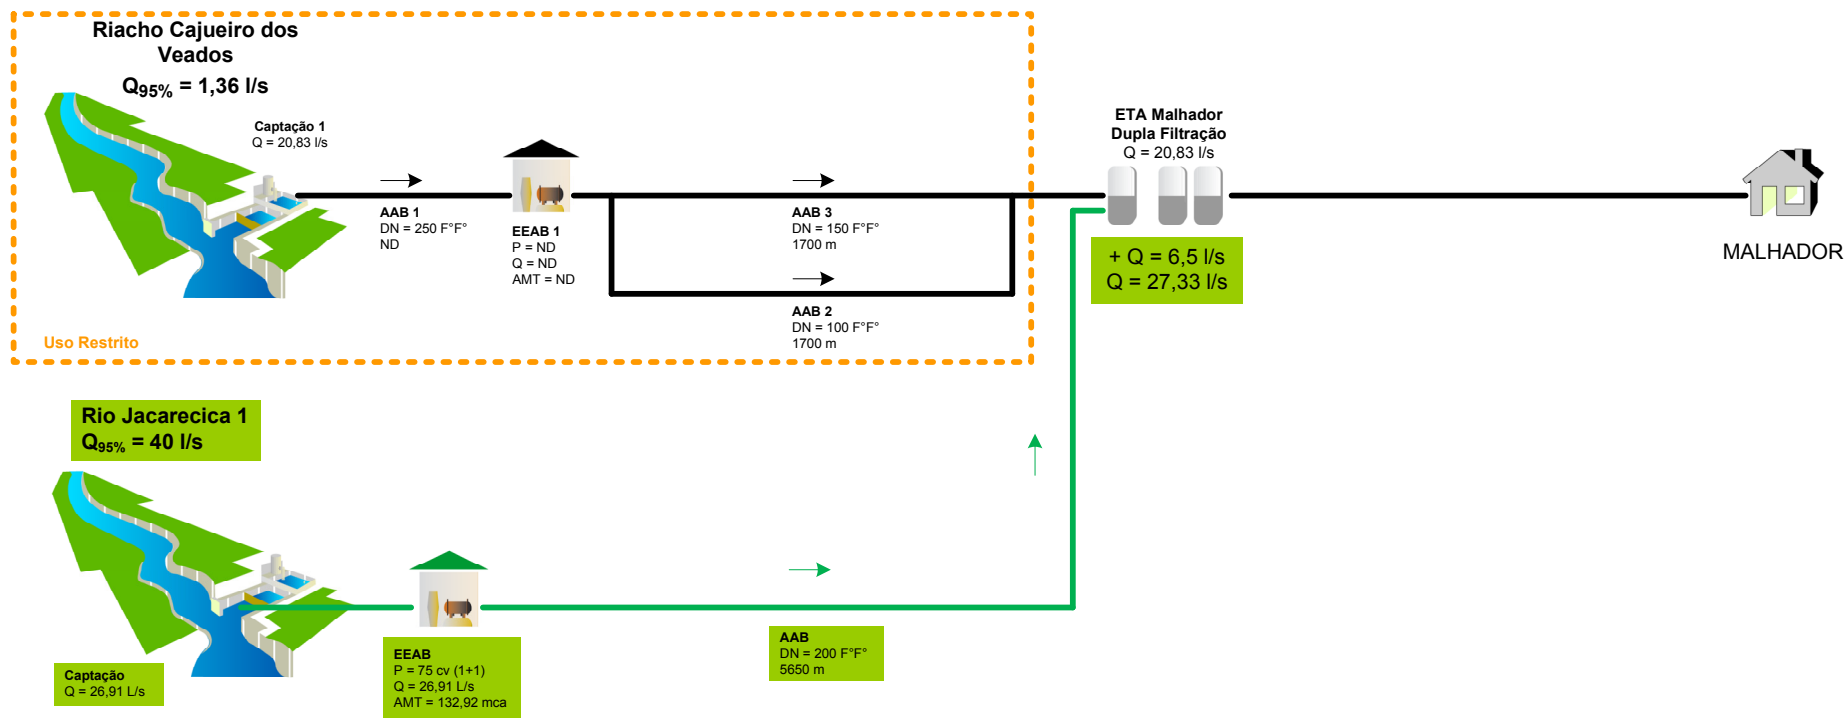 Riacho Cajueiro dos
Veados
Q95% = 1,36 l/s
Captação 1
Q = 20,83 l/s
AAB 1
DN = 250 F°F°
ND
EEAB 1
P = ND
Q = ND
AMT = ND
AAB 3
DN = 150 F°F°
1700 m
AAB 2
DN = 100 F°F°
1700 m
Uso Restrito
ETA Malhador
Dupla Filtração
Q = 20,83 l/s
+ Q = 6,5 l/s
Q = 27,33 l/s
MALHADOR
Rio Jacarecica 1
Q95% = 40 l/s
Captação
Q = 26,91 L/s
EEAB
P = 75 cv (1+1)
Q = 26,91 L/s
AMT = 132,92 mca
AAB
DN = 200 F°F°
5650 m